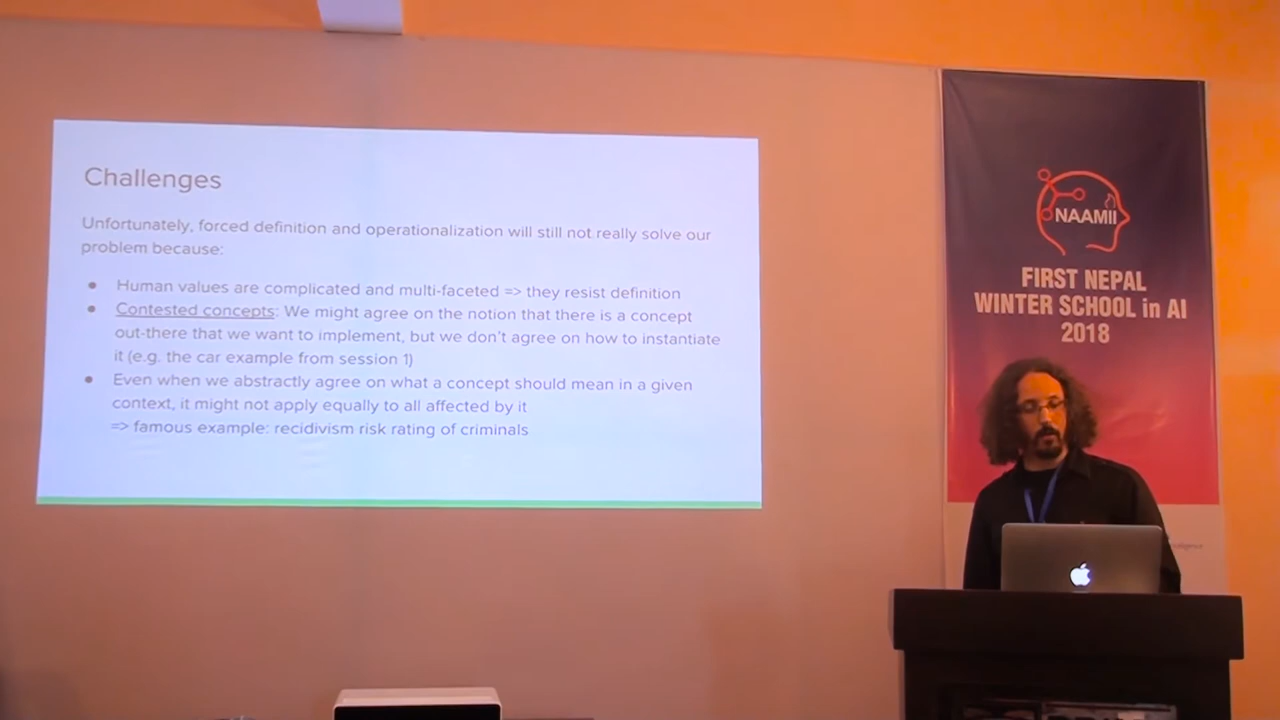 Challenges
Unfortunately, forced definition and operationalization will still not really solve our
problem because:
● Human values are complicated and multi-faceted => they resist definition
● Contested concepts: We might agree on the notion that there is a concept
out-there that we want to implement, but we don't agree on how to instantiate
it (e.g. the car example from session 1)
● Even when we abstractly agree on what a concept should mean in a given
context, it might not apply equally to all affected by it
=> famous example: recidivism risk rating of criminals
NAAMII
FIRST NEPAL
WINTER SCHOOL in AI
2018